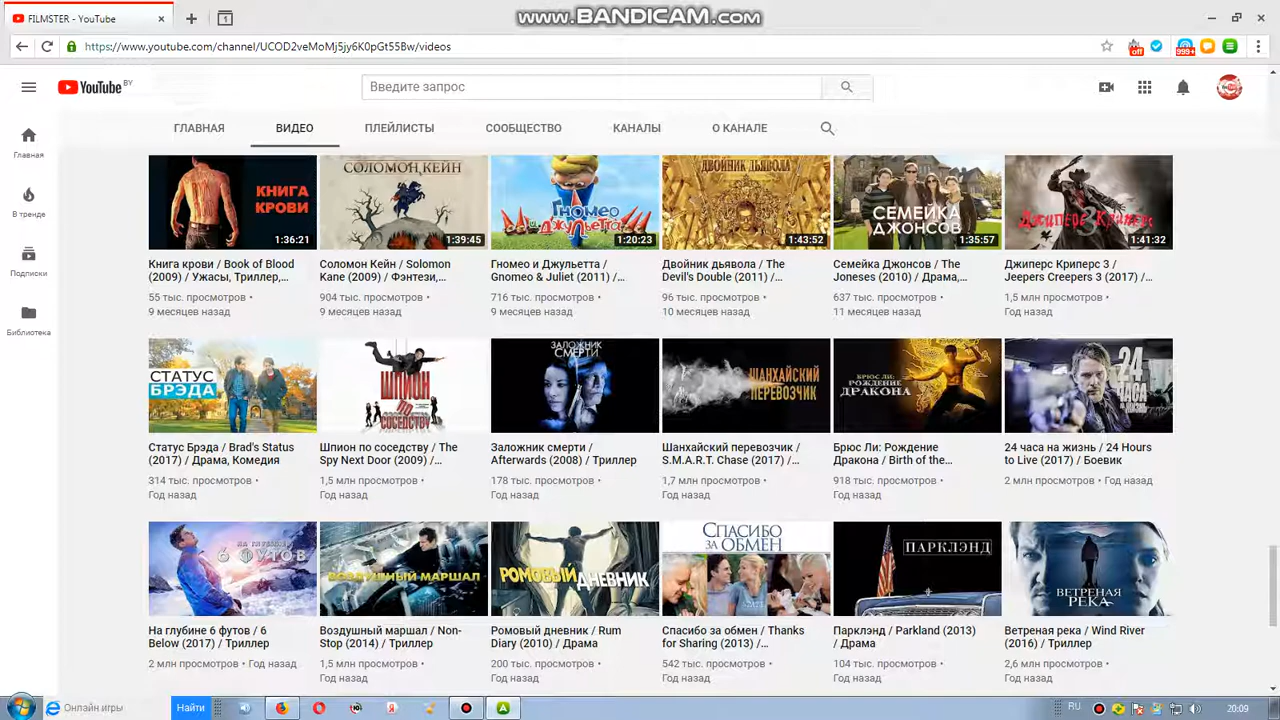 FILMSTER - YouTube
1
www.BANDICAM.com
https://www.youtube.com/channel/UCOD2veMoMj5jy6K0pGt55Bw/videos
off
999+
YouTube BY
Введите запрос
ГЛАВНАЯ
ВИДЕО
ПЛЕЙЛИСТЫ
СООБЩЕСТВО
КАНАЛЫ
О КАНАЛЕ
Главная
В тренде
Подписки
Библиотека
КНИГА
КРОВИ
1:36:21
СОЛОМОН КЕЙН
1:39:45
Гномео
и Джульетта
1:20:23
ДВОЙНИК ДЬЯВОЛА
1:43:52
СЕМЕЙКА
ДЖОНСОВ
1:35:57
Джиперс Криперс
1:41:32
Книга крови / Book of Blood
(2009) / Ужасы, Триллер,...
55 тыс. просмотров •
9 месяцев назад
Соломон Кейн / Solomon
Kane (2009) / Фэнтези,...
904 тыс. просмотров •
9 месяцев назад
Гномео и Джульетта /
Gnomeo & Juliet (2011) /...
716 тыс. просмотров •
9 месяцев назад
Двойник дьявола / The
Devil's Double (2011) /...
96 тыс. просмотров •
10 месяцев назад
Семейка Джонсов / The
Joneses (2010) / Драма,...
637 тыс. просмотров •
11 месяцев назад
Джиперс Криперс 3 /
Jeepers Creepers 3 (2017) /...
1,5 млн просмотров •
Год назад
СТАТУС
БРЭДА
ШПИОН
ПО
СОСЕДСТВУ
ЗАЛОЖНИК
СМЕРТИ
ШАНХАЙСКИЙ
ПЕРЕВОЗЧИК
БРЮС ЛИ:
РОЖДЕНИЕ
ДРАКОНА
24
ЧАСА
НА ЖИЗНЬ
Статус Брэда / Brad's Status
(2017) / Драма, Комедия
314 тыс. просмотров •
Год назад
Шпион по соседству / The
Spy Next Door (2009) /...
1,5 млн просмотров •
Год назад
Заложник смерти /
Afterwards (2008) / Триллер
178 тыс. просмотров •
Год назад
Шанхайский перевозчик /
S.M.A.R.T. Chase (2017) /...
1,7 млн просмотров •
Год назад
Брюс Ли: Рождение
Дракона / Birth of the...
918 тыс. просмотров •
Год назад
24 часа на жизнь / 24 Hours
to Live (2017) / Боевик
2 млн просмотров • Год назад
НА ГЛУБИНЕ
6 ФУТОВ
ВОЗДУШНЫЙ МАРШАЛ
РОМОВЫЙ ДНЕВНИК
СПАСИБО
ЗА ОБМЕН
ПАРКЛЭНД
ВЕТРЕНАЯ
РЕКА
На глубине 6 футов / 6
Below (2017) / Триллер
2 млн просмотров • Год назад
Воздушный маршал / Non-
Stop (2014) / Триллер
1,5 млн просмотров •
Год назад
Ромовый дневник / Rum
Diary (2010) / Драма
200 тыс. просмотров •
Год назад
Спасибо за обмен / Thanks
for Sharing (2013) /...
542 тыс. просмотров •
Год назад
Парклэнд / Parkland (2013)
/ Драма
104 тыс. просмотров •
Год назад
Ветреная река / Wind River
(2016) / Триллер
2,6 млн просмотров •
Год назад
Онлайн игры
Найти
RU
20:09